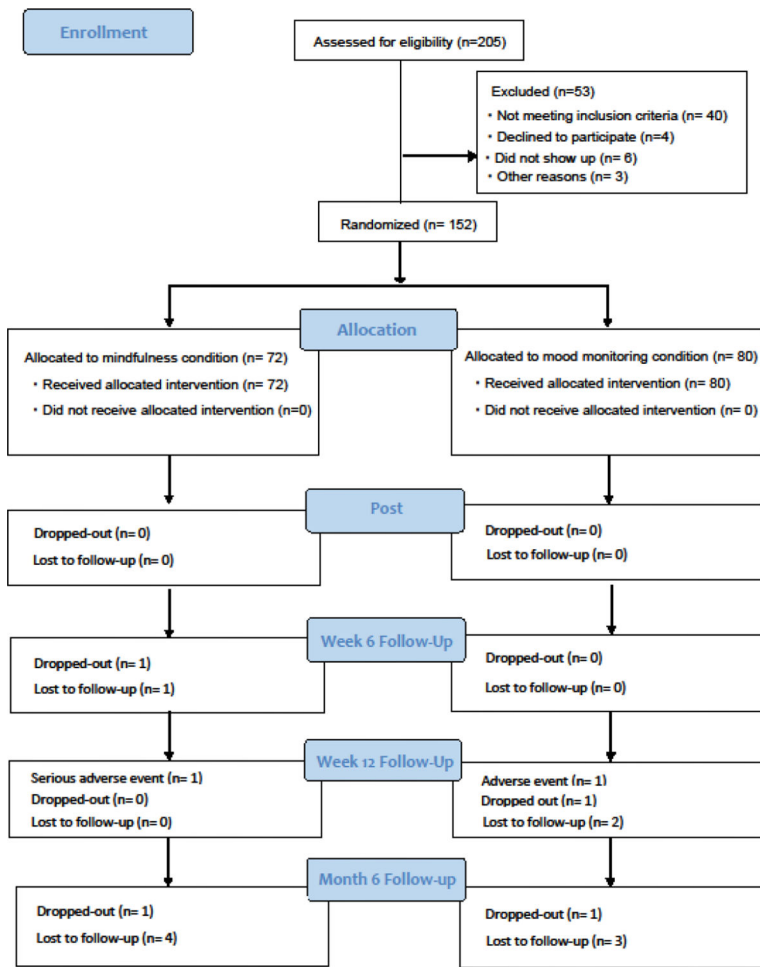 Enrollment
Assessed for eligibility (n=205)
Excluded (n=53)
• Not meeting inclusion criteria (n= 40)
• Declined to participate (n=4)
• Did not show up (n= 6)
• Other reasons (n= 3)
Randomized (n= 152)
Allocation
Allocated to mindfulness condition (n= 72)
• Received allocated intervention (n= 72)
• Did not receive allocated intervention (n=0)
Allocated to mood monitoring condition (n= 80)
• Received allocated intervention (n= 80)
• Did not receive allocated intervention (n= 0)
Post
Dropped-out (n= 0)
Lost to follow-up (n= 0)
Dropped-out (n= 0)
Lost to follow-up (n= 0)
Week 6 Follow-Up
Dropped-out (n= 1)
Lost to follow-up (n= 1)
Dropped-out (n= 0)
Lost to follow-up (n= 0)
Week 12 Follow-Up
Serious adverse event (n= 1)
Dropped-out (n= 0)
Lost to follow-up (n= 0)
Adverse event (n= 1)
Dropped out (n= 1)
Lost to follow-up (n= 2)
Month 6 Follow-up
Dropped-out (n= 1)
Lost to follow-up (n= 4)
Dropped-out (n= 1)
Lost to follow-up (n= 3)